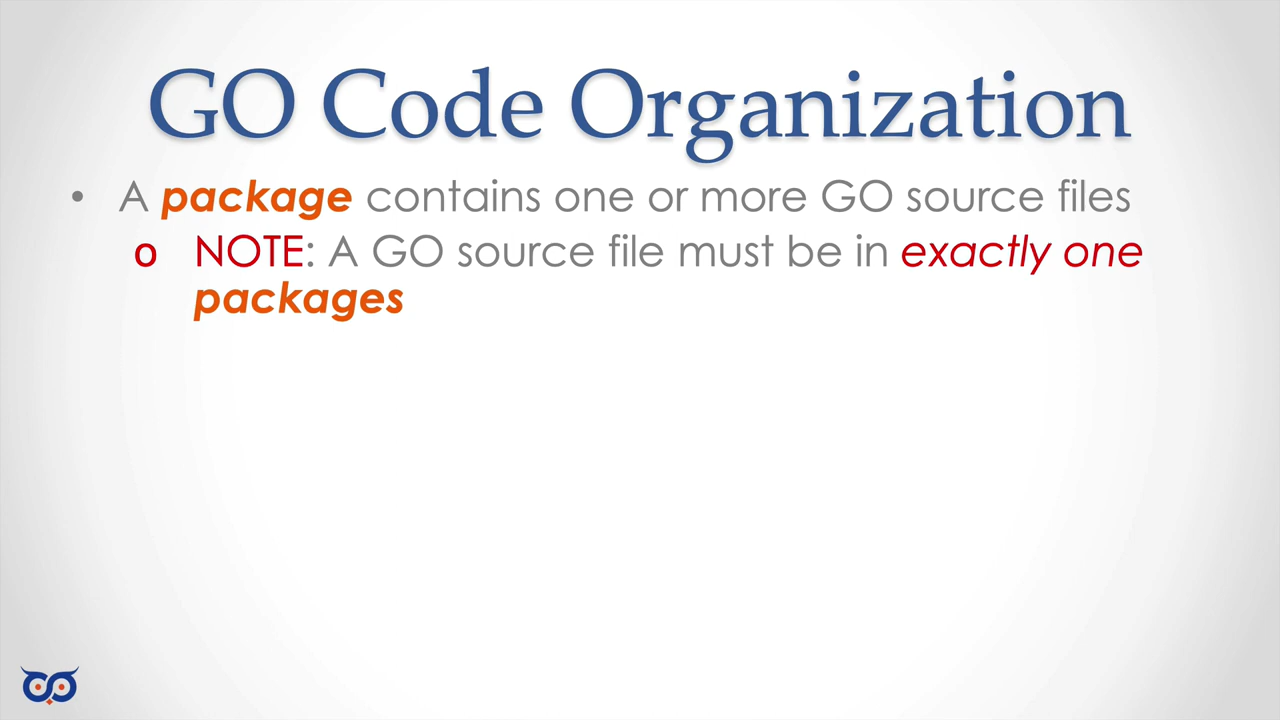 GO Code Organization
• A package contains one or more GO source files
o NOTE: A GO source file must be in exactly one
packages